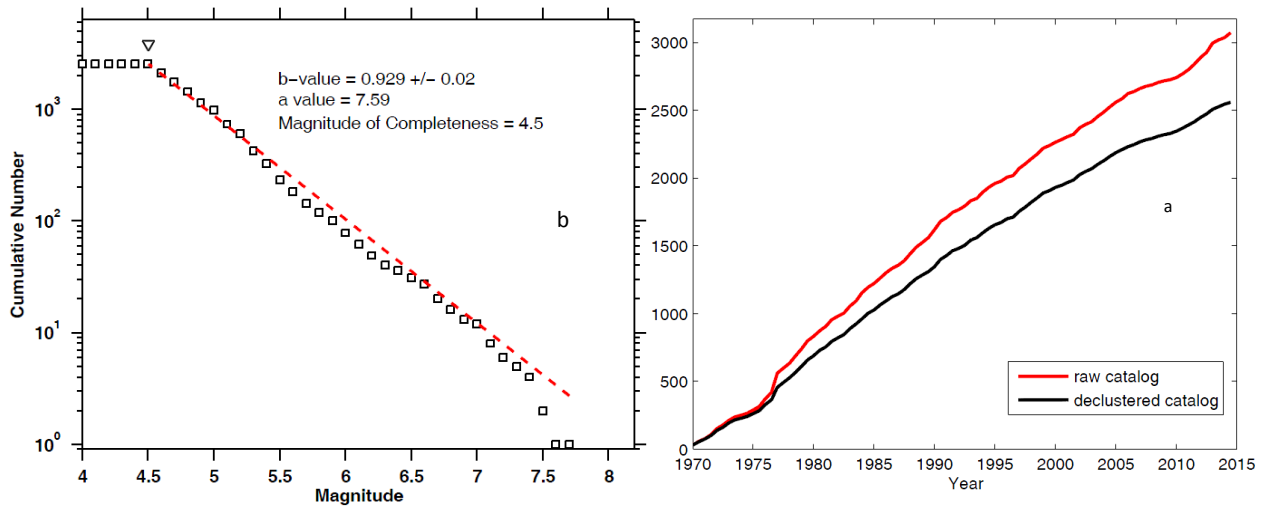 b-value = 0.929 +/- 0.02
a value = 7.59
Magnitude of Completeness = 4.5
b
Cumulative Number
10³
10²
10¹
10⁰
4 4.5 5 5.5 6 6.5 7 7.5 8
Magnitude
3000
2500
2000
1500
1000
500
0
a
raw catalog
declustered catalog
1970 1975 1980 1985 1990 1995 2000 2005 2010 2015
Year